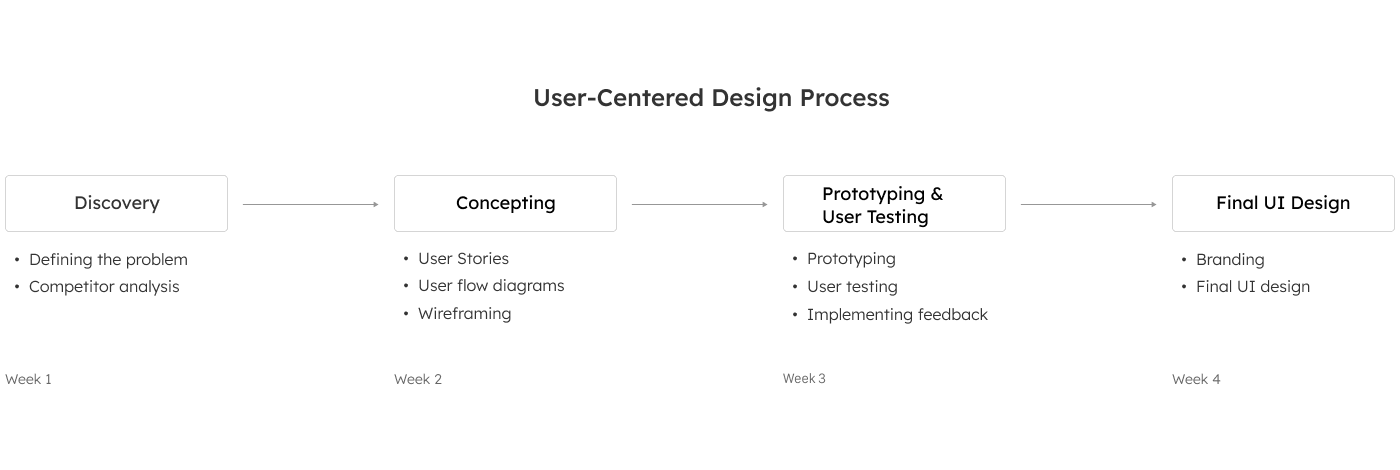 User-Centered Design Process
Discovery
• Defining the problem
• Competitor analysis
Week 1
Concepting
• User Stories
• User flow diagrams
• Wireframing
Week 2
Prototyping &
User Testing
• Prototyping
• User testing
• Implementing feedback
Week 3
Final UI Design
• Branding
• Final UI design
Week 4